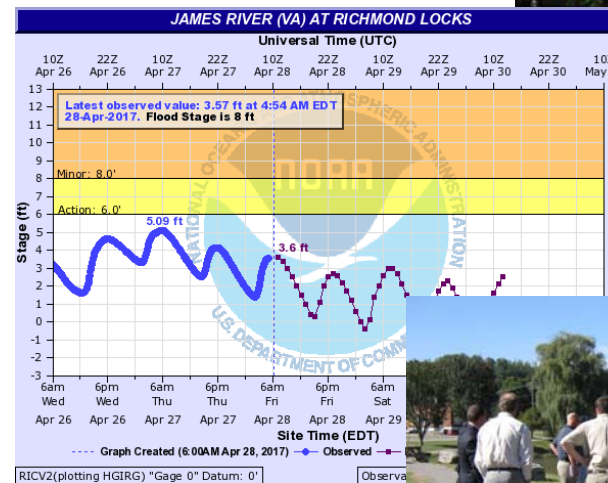 JAMES RIVER (VA) AT RICHMOND LOCKS
Universal Time (UTC)
10Z 22Z 10Z 22Z 10Z 22Z 10Z 22Z 10Z 22Z
Apr 26 Apr 26 Apr 27 Apr 27 Apr 28 Apr 28 Apr 29 Apr 29 Apr 30 Apr 30 May
Latest observed value: 3.57 ft at 4:54 AM EDT
28-Apr-2017. Flood Stage is 8 ft
13
12
11
10
9
8
7
6
5
4
3
2
1
0
-1
-2
-3
Stage (ft)
Minor: 8.0'
Action: 6.0'
5.09 ft
3.6 ft
NOAA
NATIONAL OCEANIC ATMOSPHERIC ADMINISTRATION
U.S. DEPARTMENT OF COMM
6am 6pm 6am 6pm 6am 6pm 6am
Wed Wed Thu Thu Fri Fri Sat
Apr 26 Apr 26 Apr 27 Apr 27 Apr 28 Apr 28 Apr 29
Site Time (EDT)
Graph Created (6:00AM Apr 28, 2017) Observed
RICV2(plotting HGIRG) "Gage 0" Datum: 0'
Observa